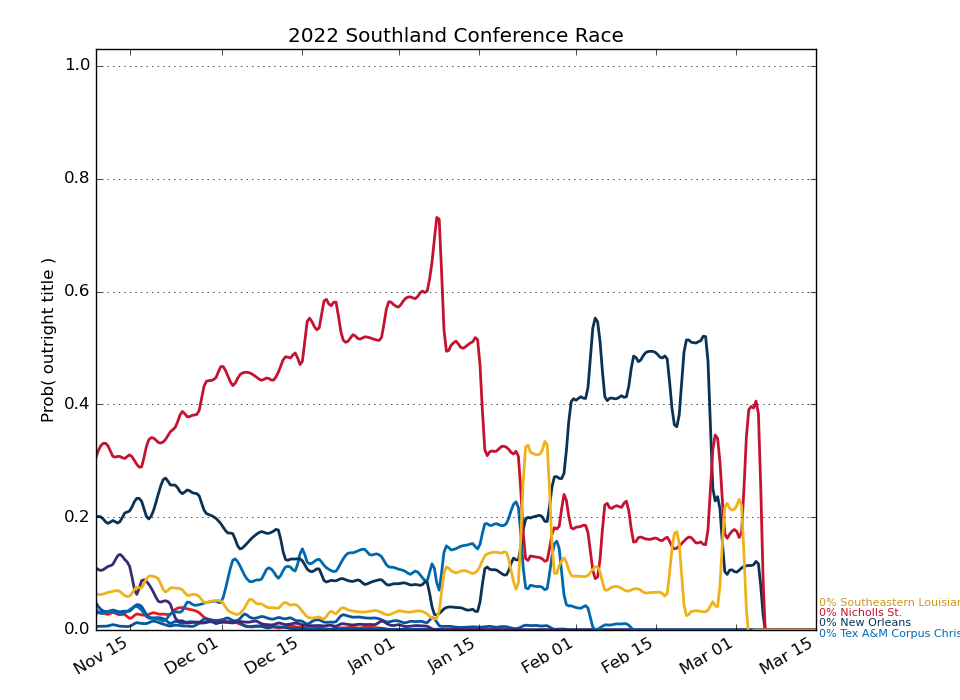 2022 Southland Conference Race
Prob( outright title )
1.0
0.8
0.6
0.4
0.2
0.0
Nov 15
Dec 01
Dec 15
Jan 01
Jan 15
Feb 01
Feb 15
Mar 01
Mar 15
0% Southeastern Louisian
0% Nicholls St.
0% New Orleans
0% Tex A&M Corpus Chris